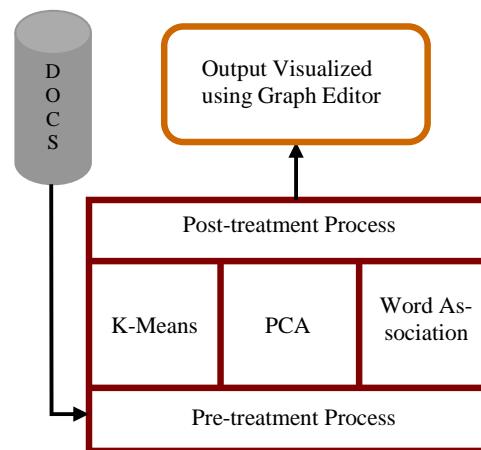 D
O
C
S
Output Visualized
using Graph Editor
Post-treatment Process
K-Means
PCA
Word As-
sociation
Pre-treatment Process